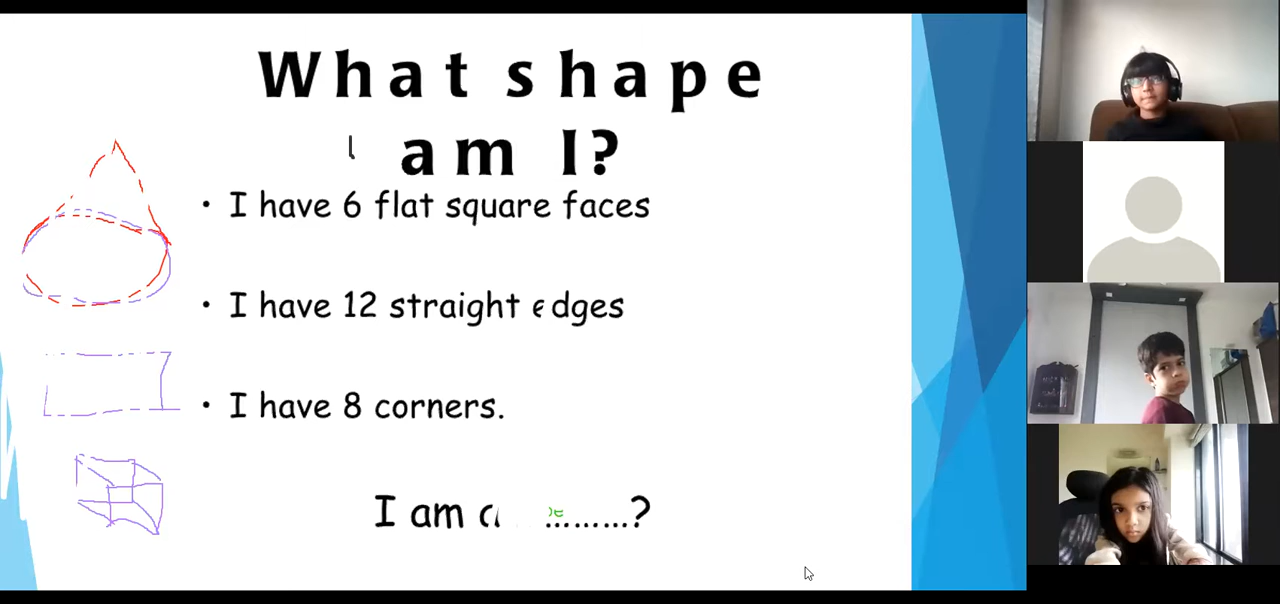 What shape
am I?
• I have 6 flat square faces
• I have 12 straight edges
• I have 8 corners.
I am a ………?